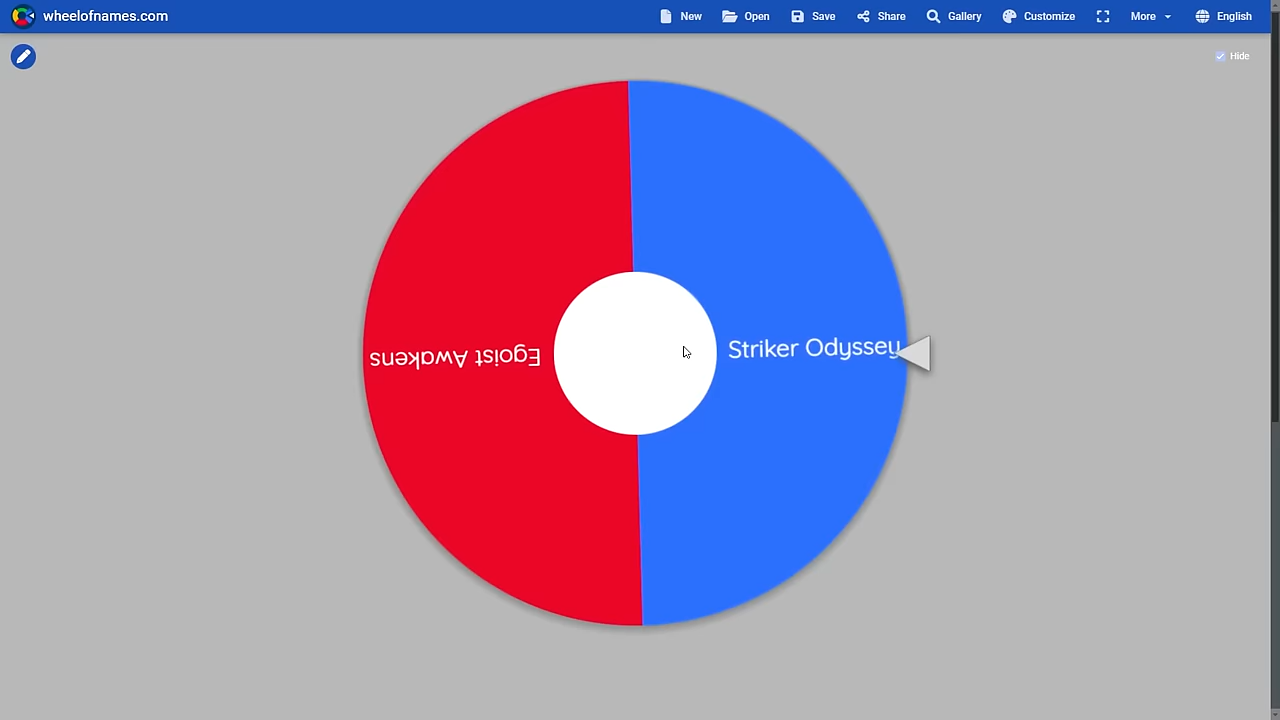 wheelofnames.com
New
Open
Save
Share
Gallery
Customize
More
English
Hide
Egoist Awakens
Striker Odyssey